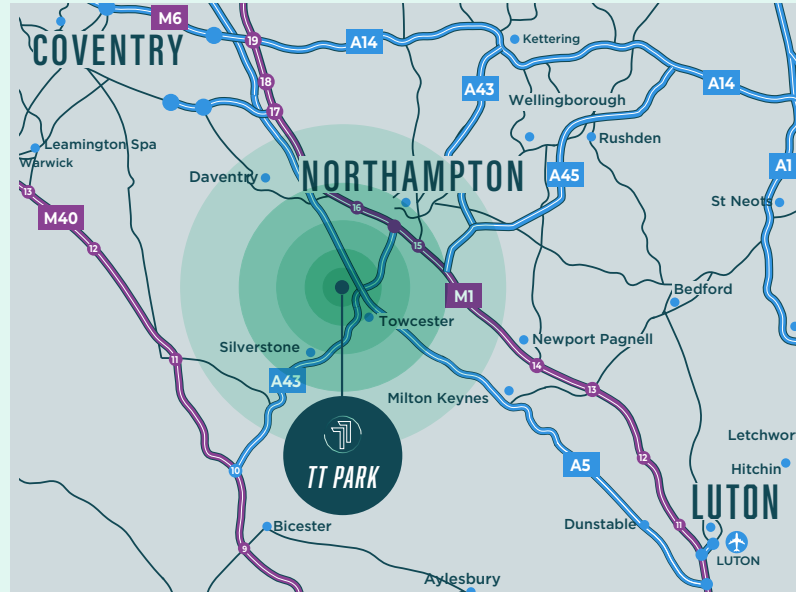 M6
19
A14
Kettering
COVENTRY
18
A43
A14
Wellingborough
17
Leamington Spa
Warwick
Rushden
A1
Daventry
NORTHAMPTON
A45
13
M40
16
St Neots
12
15
Bedford
M1
Towcester
Silverstone
Newport Pagnell
11
14
A43
13
Milton Keynes
Letchwor
12
A5
Hitchin
10
TT PARK
LUTON
Bicester
Dunstable
11
9
LUTON
Aylesbury